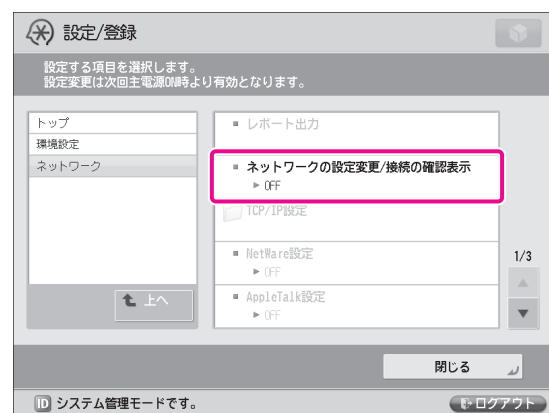 設定/登録
設定する項目を選択します。
設定変更は次回主電源ON時より有効となります。
トップ
環境設定
ネットワーク
上へ
レポート出力
ネットワークの設定変更/接続の確認表示
► OFF
TCP/IP設定
NetWare設定
► OFF
AppleTalk設定
► OFF
1/3
閉じる
ID システム管理モードです。
ログアウト